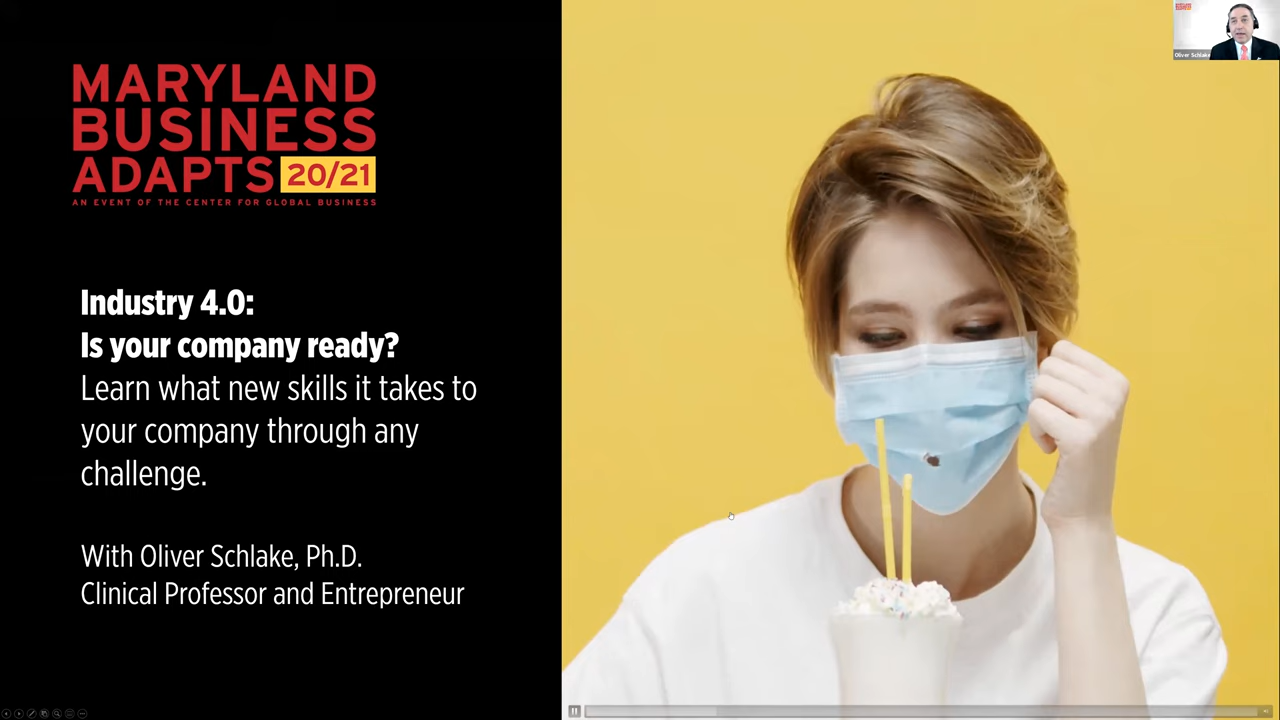 MARYLAND
BUSINESS
ADAPTS 20/21
AN EVENT OF THE CENTER FOR GLOBAL BUSINESS
Industry 4.0:
Is your company ready?
Learn what new skills it takes to
your company through any
challenge.
With Oliver Schlake, Ph.D.
Clinical Professor and Entrepreneur
Oliver Schlake